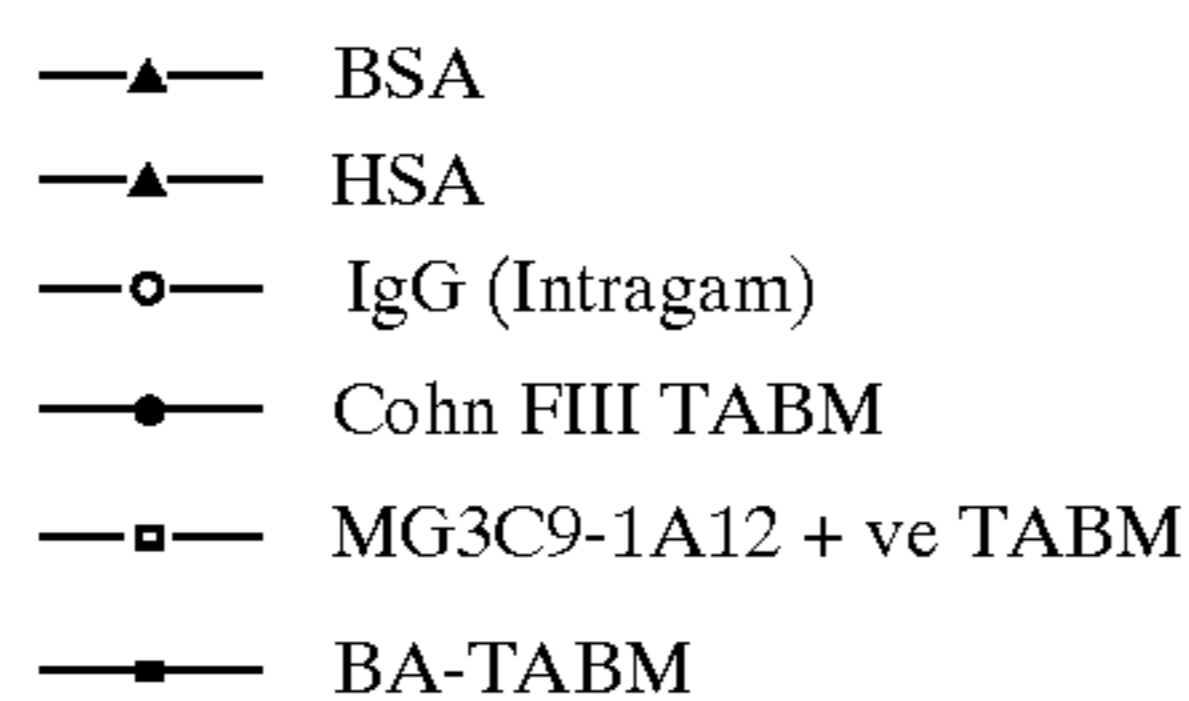 BSA
HSA
IgG (Intragam)
Cohn FIII TABM
MG3C9-1A12 + ve TABM
BA-TABM